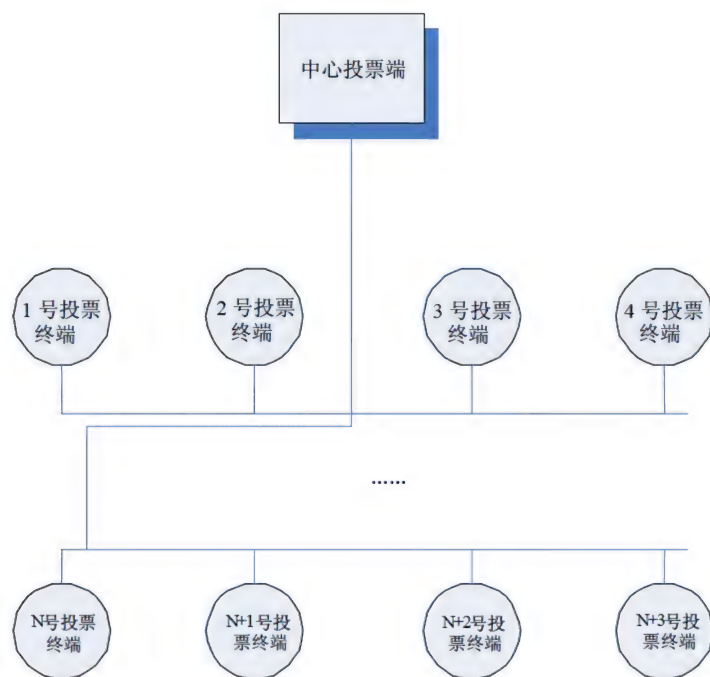 中心投票端
1 号投票
终端
2 号投票
终端
3 号投票
终端
4 号投票
终端
......
N号投票
终端
N+1号投
票终端
N+2号投
票终端
N+3号投
票终端